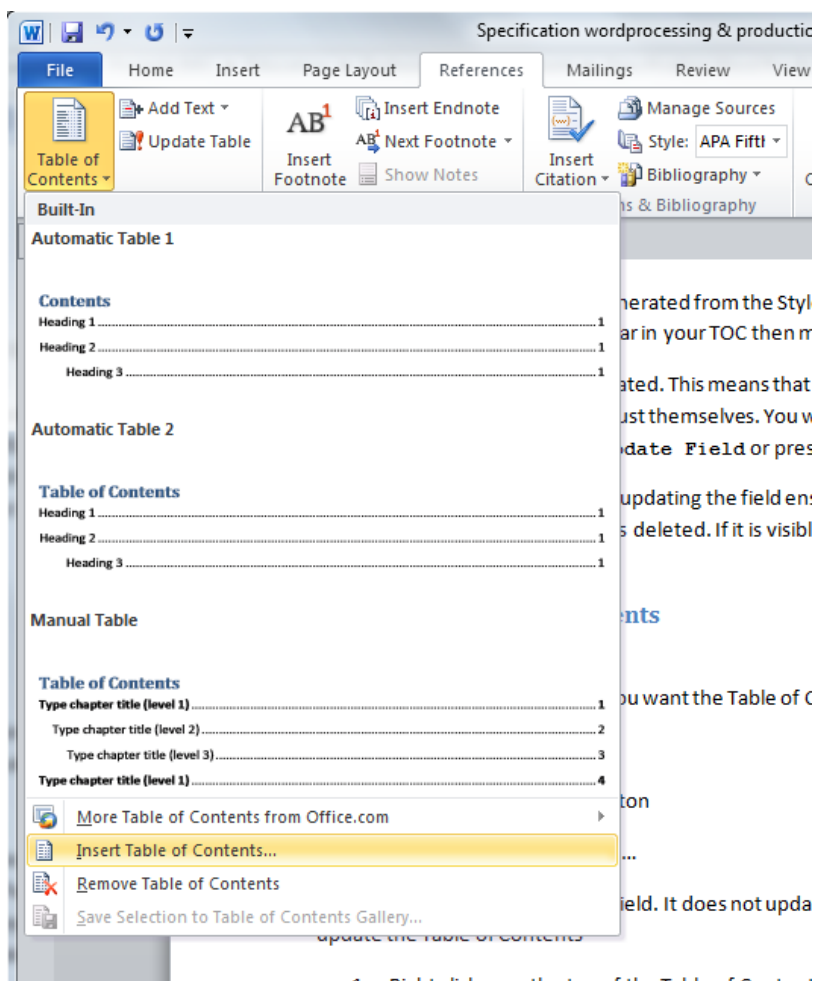 Specification wordprocessing & productio
File Home Insert Page Layout References Mailings Review View
Add Text
Update Table
Table of
Contents
AB1
Insert
Footnote
Insert Endnote
AB1 Next Footnote
Show Notes
Insert
Citation
Manage Sources
Style: APA Fifth
Bibliography
ns & Bibliography
Built-In
Automatic Table 1
Contents
Heading 1 1
Heading 2 1
Heading 3 1
Automatic Table 2
Table of Contents
Heading 1 1
Heading 2 1
Heading 3 1
Manual Table
Table of Contents
Type chapter title (level 1) 1
Type chapter title (level 2) 2
Type chapter title (level 3) 3
Type chapter title (level 1) 4
More Table of Contents from Office.com
Insert Table of Contents...
Remove Table of Contents
Save Selection to Table of Contents Gallery...
nerated from the Styl
ar in your TOC then m
ated. This means that
ust themselves. You w
date Field or pres
updating the field ens
s deleted. If it is visibl
ents
ou want the Table of C
ton
...
ield. It does not upda
update the Table of Contents